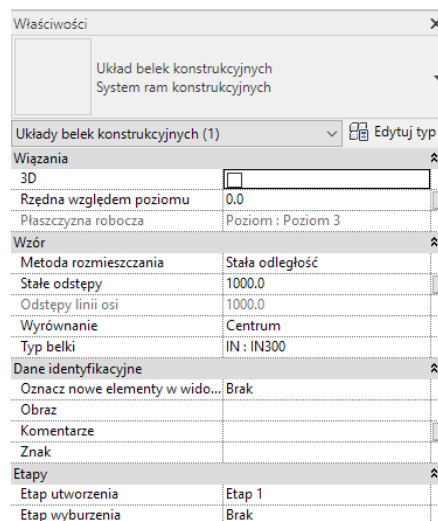 Właściwości
Układ belek konstrukcyjnych
System ram konstrukcyjnych
Układy belek konstrukcyjnych (1) Edytuj typ
Wiązania
3D
Rzędna względem poziomu 0.0
Płaszczyzna robocza Poziom : Poziom 3
Wzór
Metoda rozmieszczania Stała odległość
Stałe odstępy 1000.0
Odstępy linii osi 1000.0
Wyrównanie Centrum
Typ belki IN : IN300
Dane identyfikacyjne
Oznacz nowe elementy w wido... Brak
Obraz
Komentarze
Znak
Etapy
Etap utworzenia Etap 1
Etap wyburzenia Brak